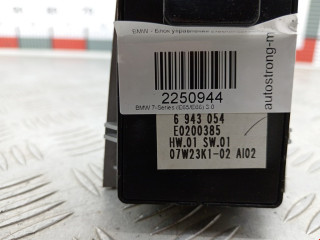 BMW - Блок управления
2250944
BMW 7-Series (E65/E66) 3.0
autostrong-m
6 943 054
E0200385
HW.01 SW.01
07W23K1-02 AI02